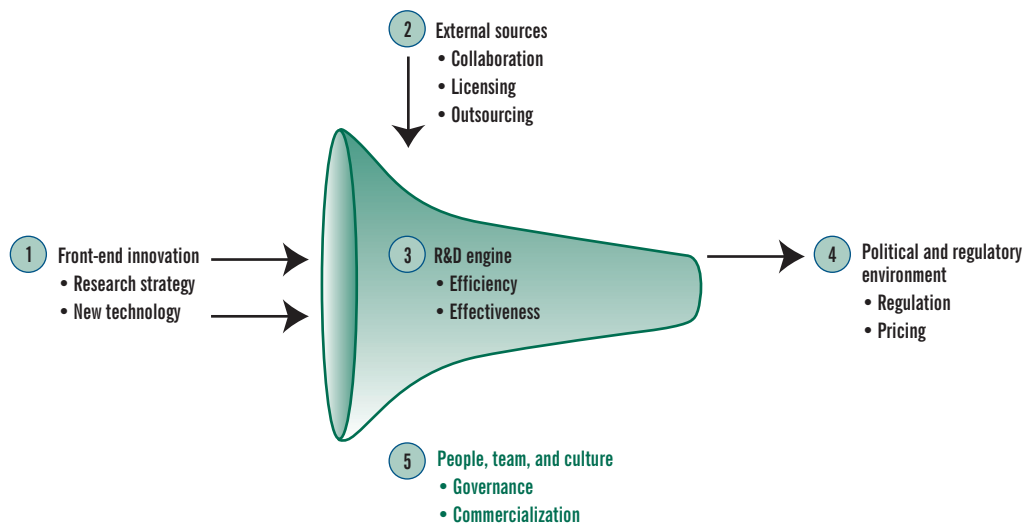 2 External sources
• Collaboration
• Licensing
• Outsourcing
1 Front-end innovation
• Research strategy
• New technology
3 R&D engine
• Efficiency
• Effectiveness
4 Political and regulatory
environment
• Regulation
• Pricing
5 People, team, and culture
• Governance
• Commercialization